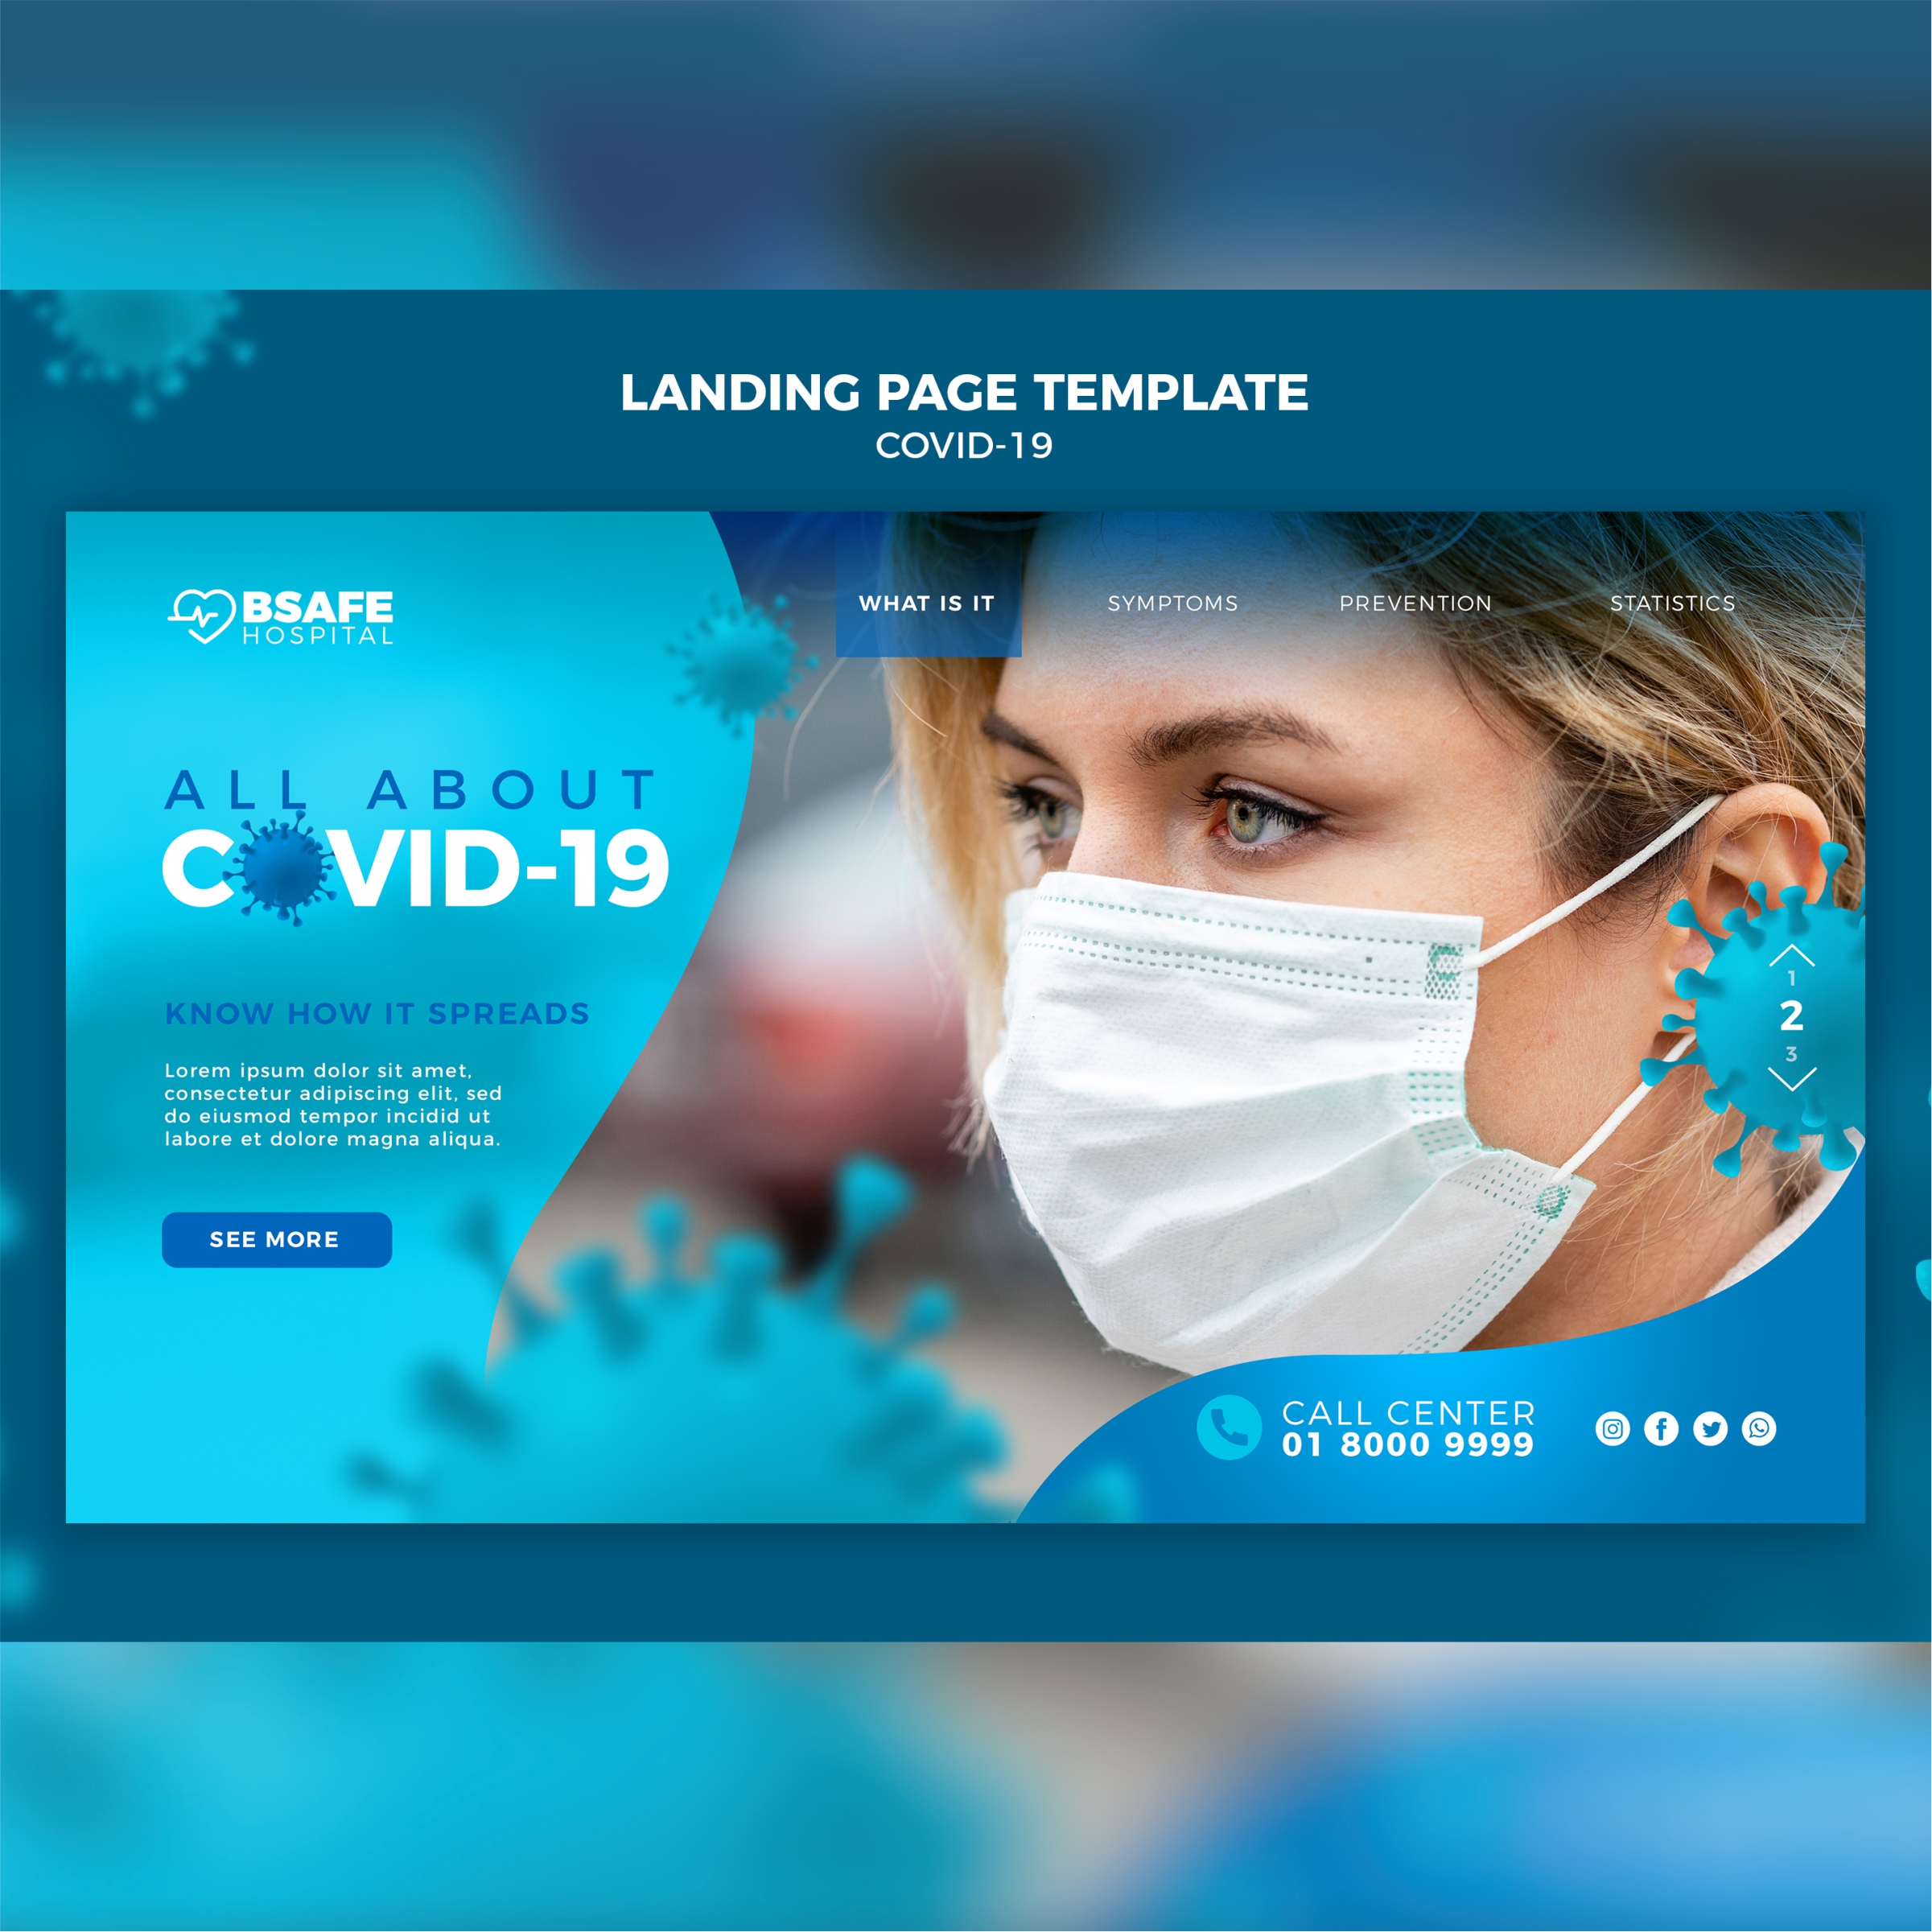 LANDING PAGE TEMPLATE
COVID-19
BSAFE
HOSPITAL
WHAT IS IT
SYMPTOMS
PREVENTION
STATISTICS
ALL ABOUT
COVID-19
KNOW HOW IT SPREADS
Lorem ipsum dolor sit amet,
consectetur adipiscing elit, sed
do eiusmod tempor incidid ut
labore et dolore magna aliqua.
SEE MORE
1
2
3
CALL CENTER
01 8000 9999